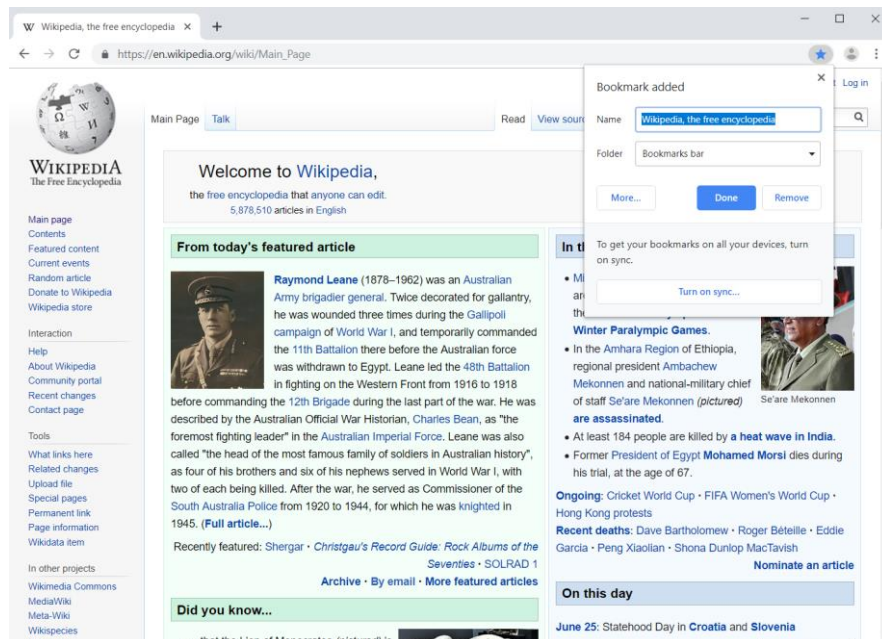 Wikipedia, the free encyclopedia
https://en.wikipedia.org/wiki/Main_Page
Log in
WIKIPEDIA
The Free Encyclopedia
Main page
Contents
Featured content
Current events
Random article
Donate to Wikipedia
Wikipedia store
Interaction
Help
About Wikipedia
Community portal
Recent changes
Contact page
Tools
What links here
Related changes
Upload file
Special pages
Permanent link
Page information
Wikidata item
In other projects
Wikimedia Commons
MediaWiki
Meta-Wiki
Wikispecies
Main Page Talk
Read View sour
Welcome to Wikipedia,
the free encyclopedia that anyone can edit.
5,878,510 articles in English
From today's featured article
Raymond Leane (1878–1962) was an Australian
Army brigadier general. Twice decorated for gallantry,
he was wounded three times during the Gallipoli
campaign of World War I, and temporarily commanded
the 11th Battalion there before the Australian force
was withdrawn to Egypt. Leane led the 48th Battalion
in fighting on the Western Front from 1916 to 1918
before commanding the 12th Brigade during the last part of the war. He was
described by the Australian Official War Historian, Charles Bean, as "the
foremost fighting leader" in the Australian Imperial Force. Leane was also
called "the head of the most famous family of soldiers in Australian history",
as four of his brothers and six of his nephews served in World War I, with
two of each being killed. After the war, he served as Commissioner of the
South Australia Police from 1920 to 1944, for which he was knighted in
1945. (Full article...)
Recently featured: Shergar · Christgau's Record Guide: Rock Albums of the
Seventies · SOLRAD 1
Archive · By email · More featured articles
Did you know...
Bookmark added
Name Wikipedia, the free encyclopedia
Folder Bookmarks bar
More... Done Remove
To get your bookmarks on all your devices, turn
on sync.
Turn on sync...
In t
Winter Paralympic Games.
• In the Amhara Region of Ethiopia,
regional president Ambachew
Mekonnen and national-military chief
of staff Se'are Mekonnen (pictured)
are assassinated.
Se'are Mekonnen
• At least 184 people are killed by a heat wave in India.
• Former President of Egypt Mohamed Morsi dies during
his trial, at the age of 67.
Ongoing: Cricket World Cup · FIFA Women's World Cup ·
Hong Kong protests
Recent deaths: Dave Bartholomew · Roger Béteille · Eddie
Garcia · Peng Xiaolian · Shona Dunlop MacTavish
Nominate an article
On this day
June 25: Statehood Day in Croatia and Slovenia